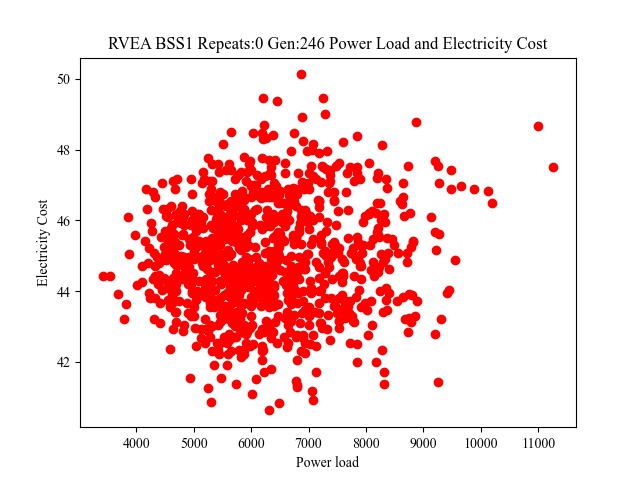 RVEA BSS1 Repeats:0 Gen:246 Power Load and Electricity Cost
50
48
46
44
42
Electricity Cost
4000 5000 6000 7000 8000 9000 10000 11000
Power load